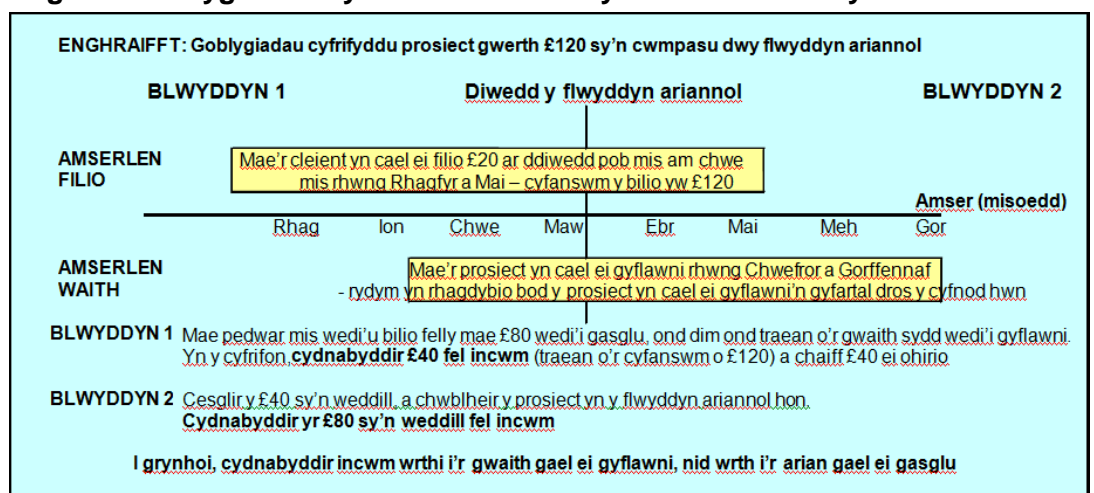 ENGHRAIFFT: Goblygiadau cyfrifyddu prosiect gwerth £120 sy'n cwmpasu dwy flwyddyn ariannol
BLWYDDYN 1 Diwedd y flwyddyn ariannol BLWYDDYN 2
AMSERLEN FILIO
Mae'r cleient yn cael ei filio £20 ar ddiwedd pob mis am chwe
mis rhwng Rhagfyr a Mai – cyfanswm y bilio yw £120
Amser (misoedd)
Rhag Ion Chwe Maw Ebr Mai Meh Gor
AMSERLEN WAITH
Mae'r prosiect yn cael ei gyflawni rhwng Chwefror a Gorffennaf
- rydym yn rhagdybio bod y prosiect yn cael ei gyflawni'n gyfartal dros y cyfnod hwn
BLWYDDYN 1 Mae pedwar mis wedi'u bilio felly mae £80 wedi'i gasglu, ond dim ond traean o'r gwaith sydd wedi'i gyflawni.
Yn y cyfrifon, cydnabyddir £40 fel incwm (traean o'r cyfanswm o £120) a chaiff £40 ei ohirio
BLWYDDYN 2 Cesglir y £40 sy'n weddill, a chwblheir y prosiect yn y flwyddyn ariannol hon.
Cydnabyddir yr £80 sy'n weddill fel incwm
I grynhoi, cydnabyddir incwm wrthi i'r gwaith gael ei gyflawni, nid wrth i'r arian gael ei gasglu